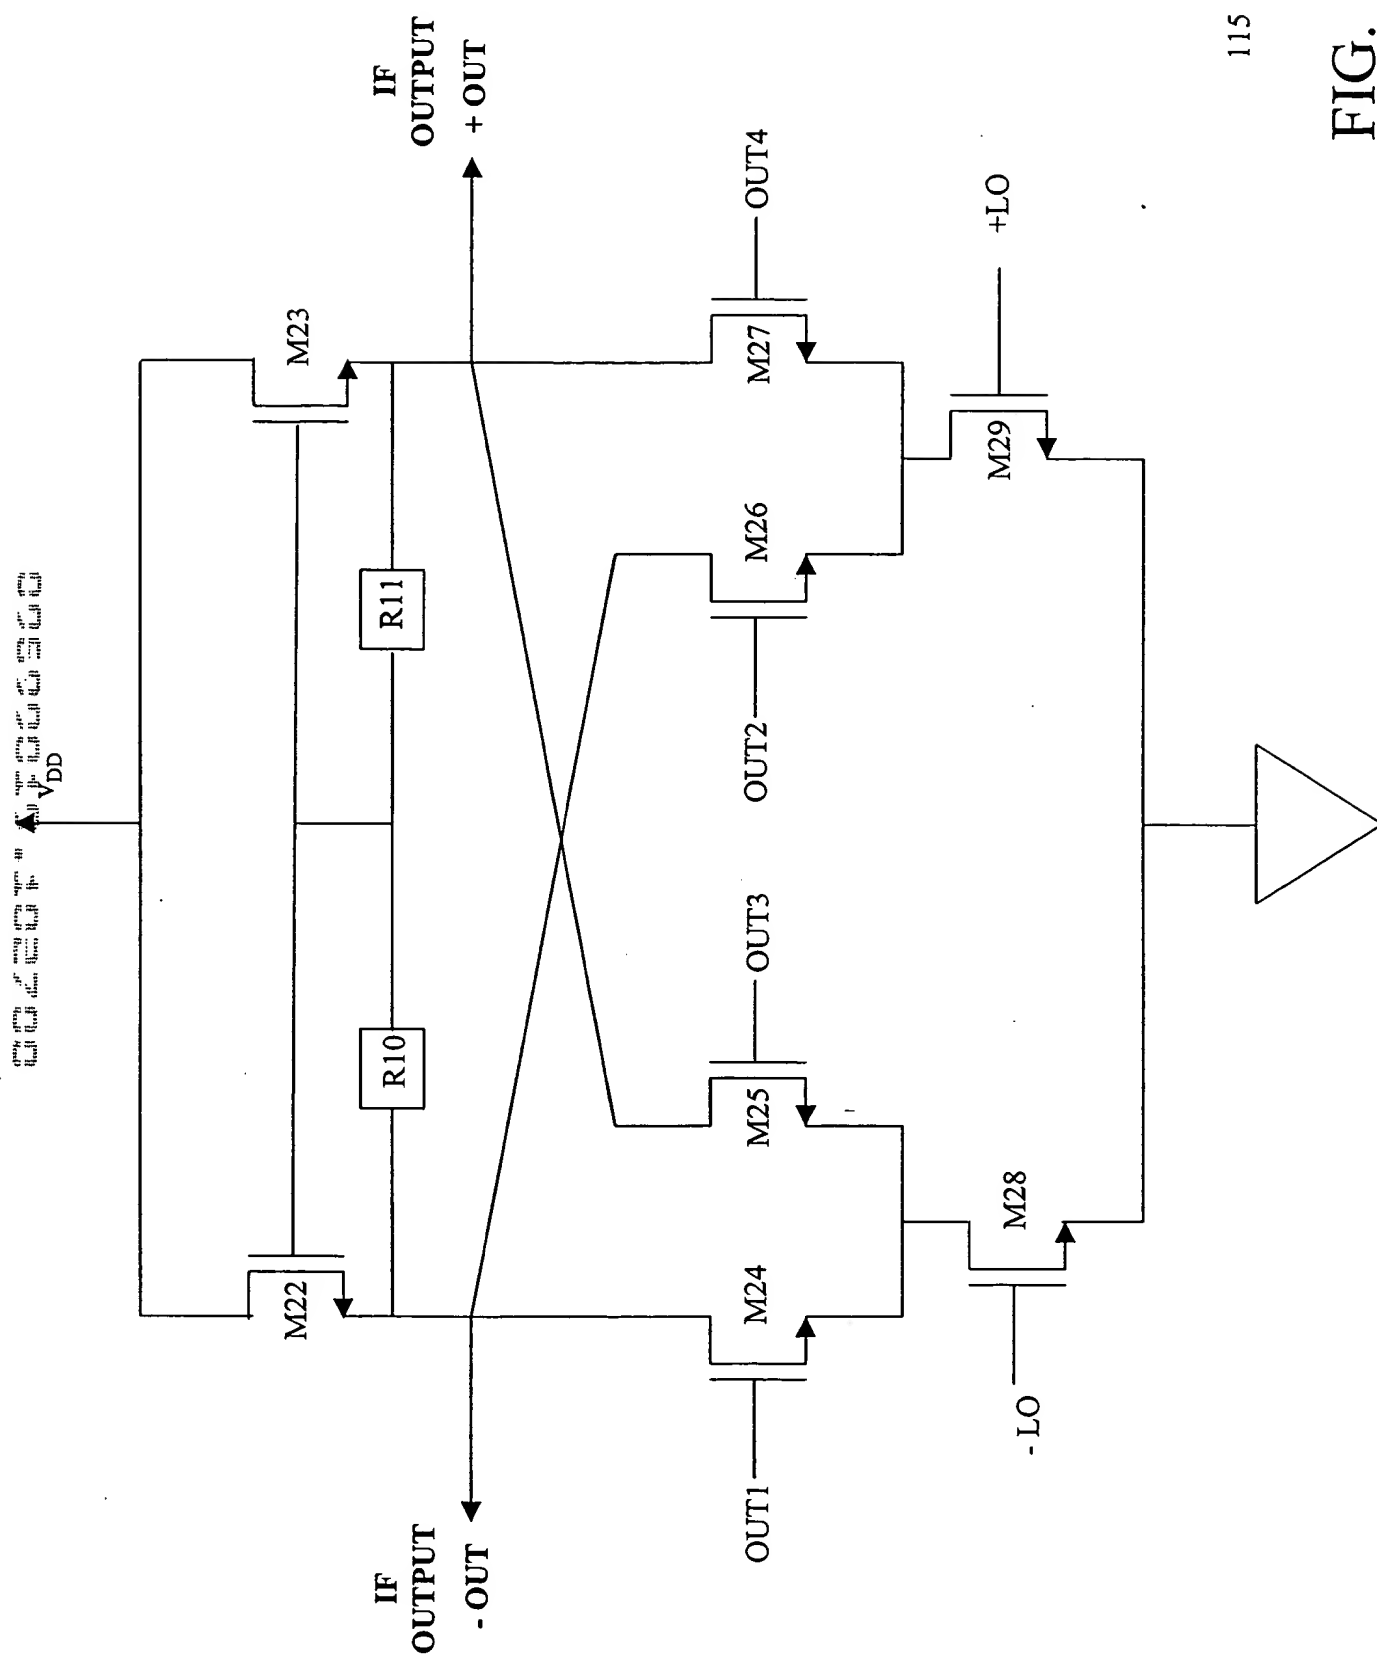 V_DD
M22
M23
R10
R11
IF
OUTPUT
- OUT
IF
OUTPUT
+ OUT
OUT1
M24
M25
OUT3
OUT2
M26
M27
OUT4
- LO
M28
M29
+LO
115
FIG.